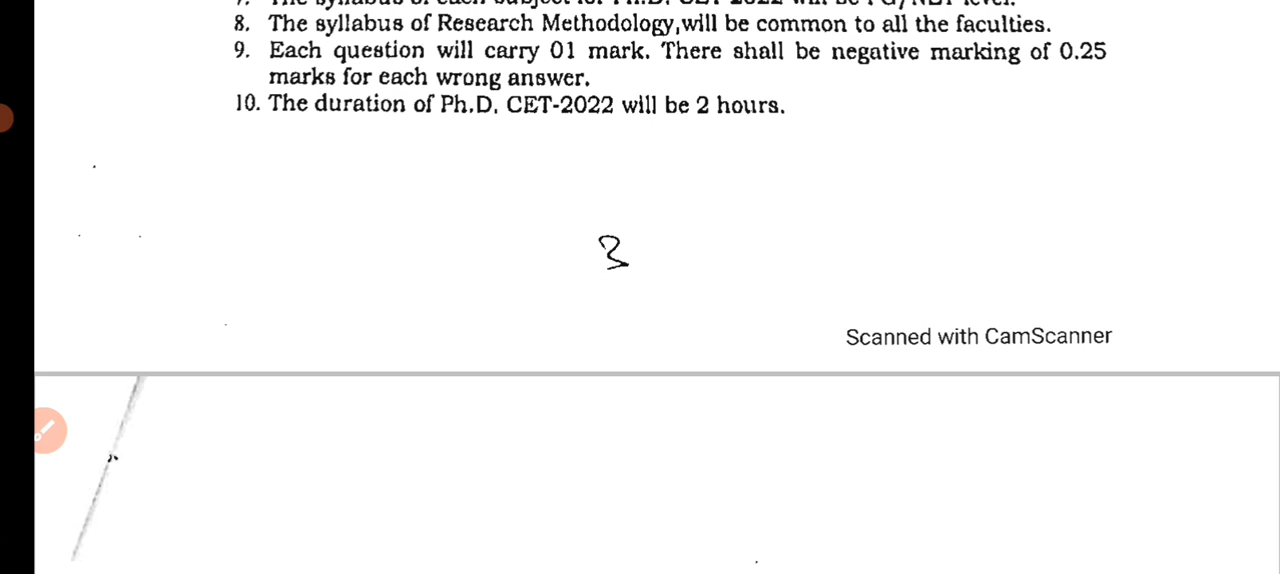 8. The syllabus of Research Methodology,will be common to all the faculties.
9. Each question will carry 01 mark. There shall be negative marking of 0.25
marks for each wrong answer.
10. The duration of Ph.D. CET-2022 will be 2 hours.
3
Scanned with CamScanner